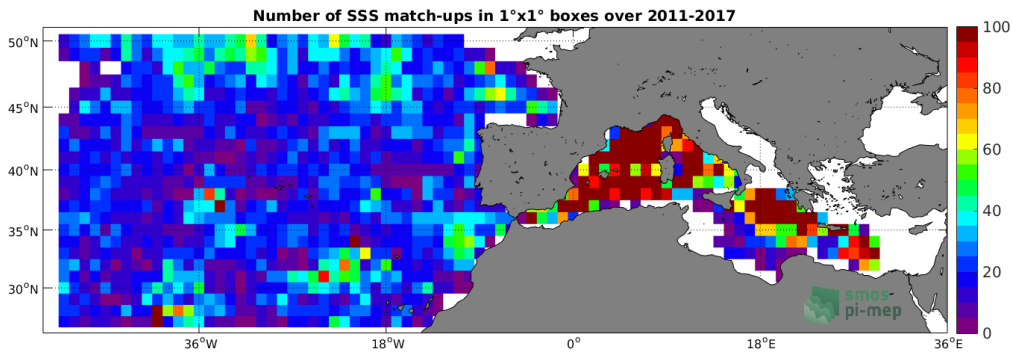 Number of SSS match-ups in 1°x1° boxes over 2011-2017
50°N
45°N
40°N
35°N
30°N
36°W
18°W
0°
18°E
36°E
100
80
60
40
20
0
smos
pi-mep